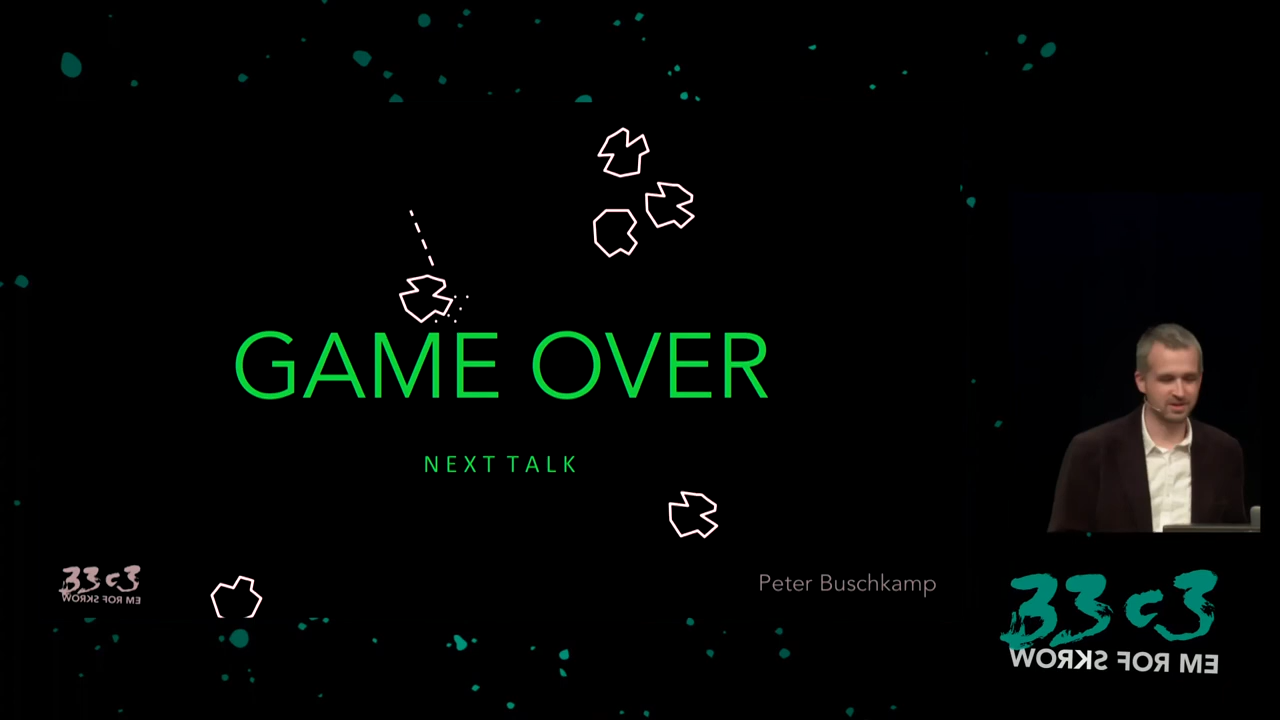 GAME OVER
NEXT TALK
Peter Buschkamp
33c3
WORKS FOR ME
33c3
WORKS FOR ME